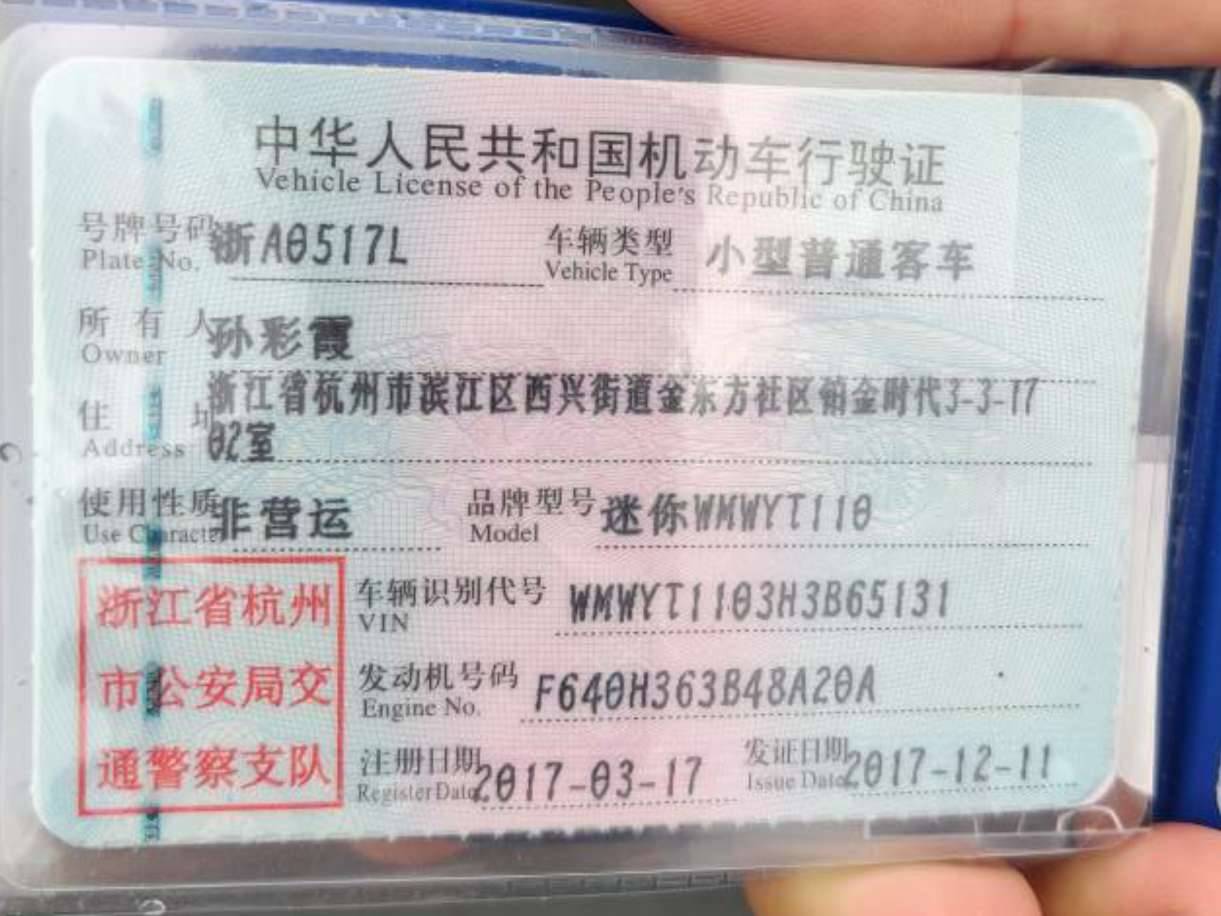 中华人民共和国机动车行驶证
Vehicle License of the People's Republic of China
号牌号码 浙A0517L 车辆类型 小型普通客车
Plate No. Vehicle Type
所有人 孙彩霞
Owner
住址 浙江省杭州市滨江区西兴街道金东方社区铂金时代3-3-17
Address 02室
使用性质 非营运 品牌型号 迷你WMWYT110
Use Character Model
浙江省杭州
市公安局交
通警察支队
车辆识别代号 WMWYT1103H3B65131
VIN
发动机号码 F640H363B48A20A
Engine No.
注册日期 2017-03-17 发证日期 2017-12-11
Register Date Issue Date